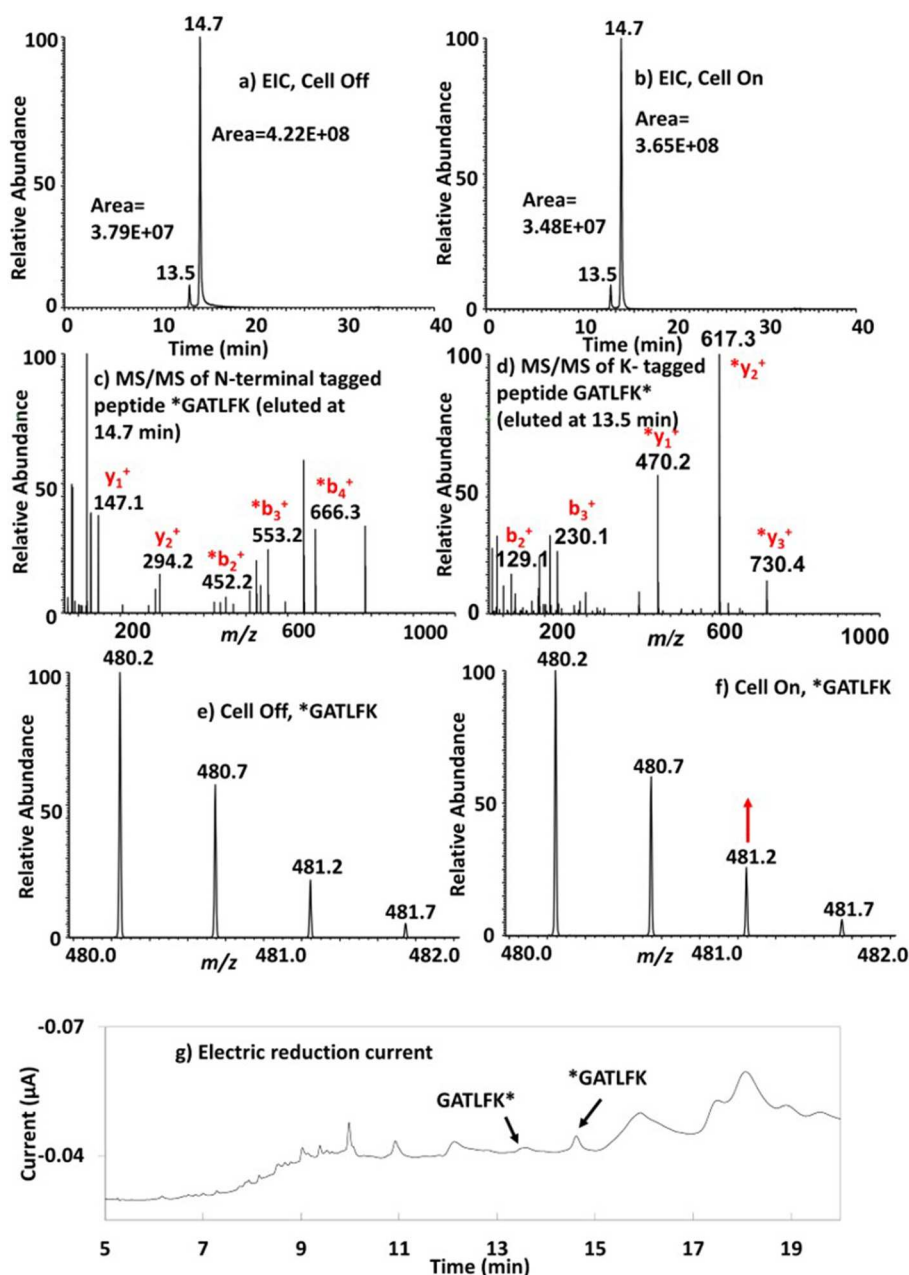 14.7
100
a) EIC, Cell Off
Area=4.22E+08
50
Area=
3.79E+07
13.5
0
0 10 20 30 40
Time (min)
Relative Abundance
14.7
100
b) EIC, Cell On
Area=
3.65E+08
50
Area=
3.48E+07
13.5
0
0 10 20 30 40
Time (min)
Relative Abundance
100
c) MS/MS of N-terminal tagged
peptide *GATLFK (eluted at
14.7 min)
50
y1+
147.1
y2+
294.2
*b2+
452.2
*b3+
553.2
*b4+
666.3
0
200 600 1000
m/z
Relative Abundance
617.3
100
d) MS/MS of K- tagged
peptide GATLFK*
(eluted at 13.5 min)
*y2+
*y1+
470.2
50
b2+
129.1
b3+
230.1
*y3+
730.4
0
200 600 1000
m/z
Relative Abundance
480.2
100
e) Cell Off, *GATLFK
480.7
50
481.2
481.7
0
480.0 481.0 482.0
m/z
Relative Abundance
480.2
100
f) Cell On, *GATLFK
480.7
50
481.2
481.7
0
480.0 481.0 482.0
m/z
Relative Abundance
-0.07
g) Electric reduction current
GATLFK*
*GATLFK
-0.04
Current (μA)
5 7 9 11 13 15 17 19
Time (min)